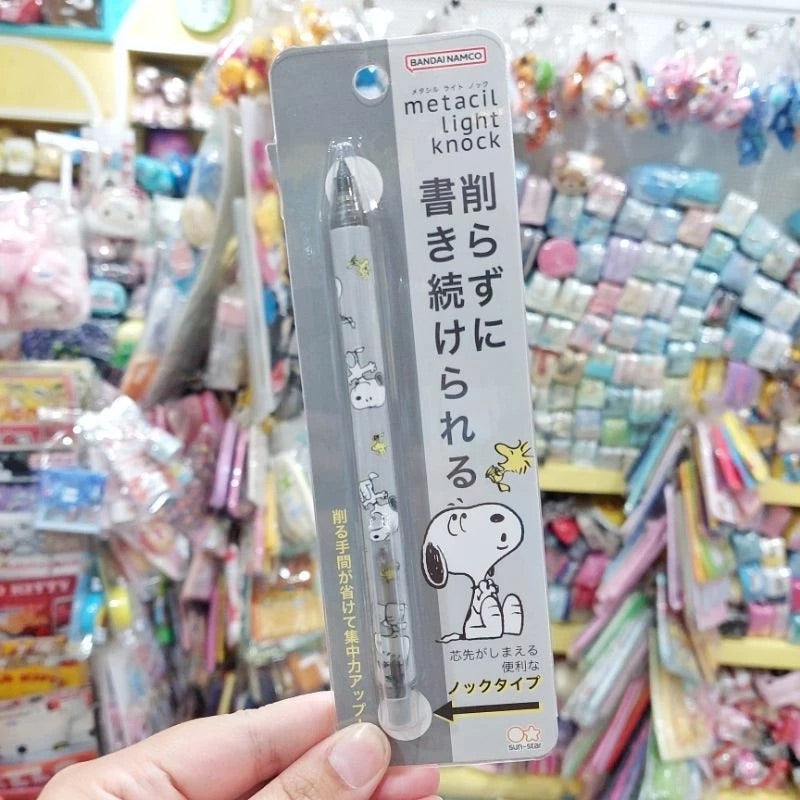 BANDAI NAMCO
メタシル ライト ノック
metacil
light
knock
削らずに
書き続けられる
削る手間が省けて集中力アップ!
芯先がしまえる
便利な
ノックタイプ
sun-star